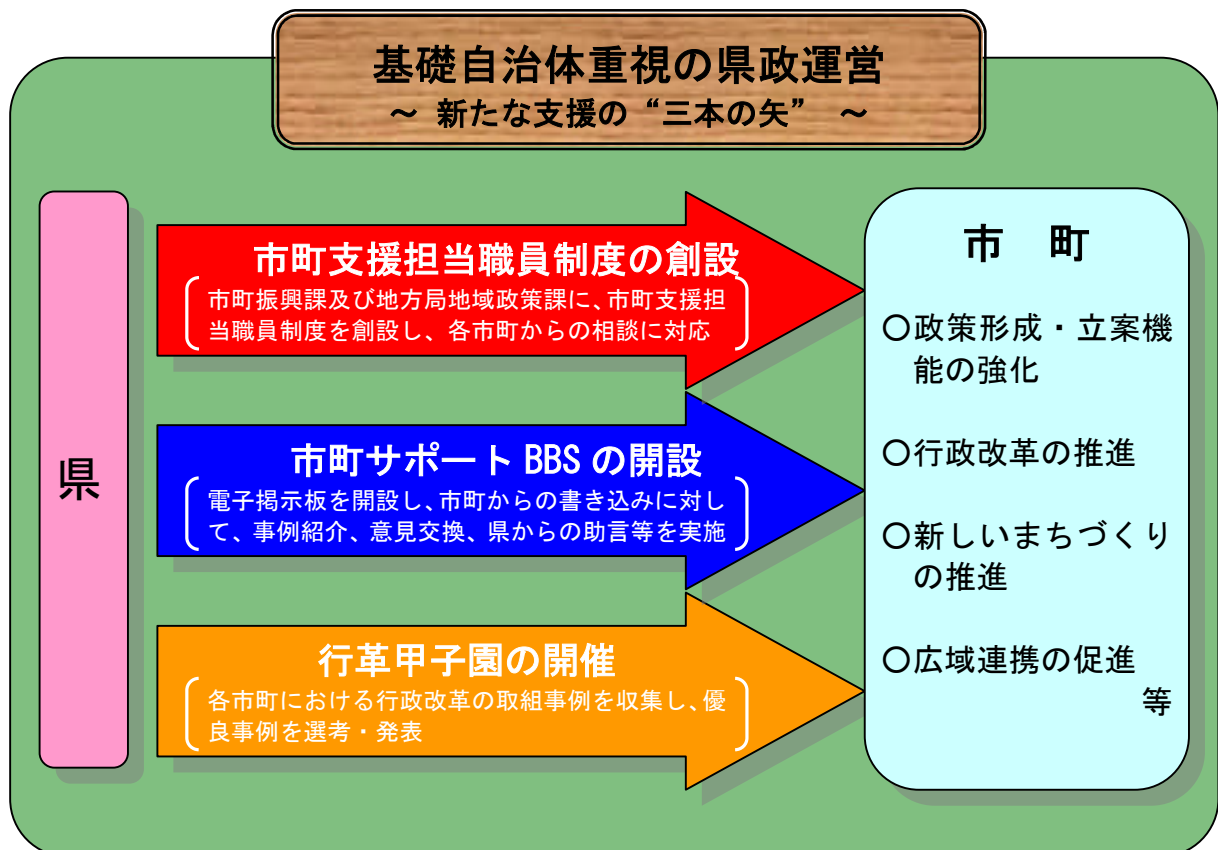 基礎自治体重視の県政運営
～ 新たな支援の“三本の矢” ～
県
市町支援担当職員制度の創設
市町振興課及び地方局地域政策課に、市町支援担
当職員制度を創設し、各市町からの相談に対応
市町サポート BBS の開設
電子掲示板を開設し、市町からの書き込みに対し
て、事例紹介、意見交換、県からの助言等を実施
行革甲子園の開催
各市町における行政改革の取組事例を収集し、優
良事例を選考・発表
市 町
○政策形成・立案機
能の強化
○行政改革の推進
○新しいまちづくり
の推進
○広域連携の促進
等